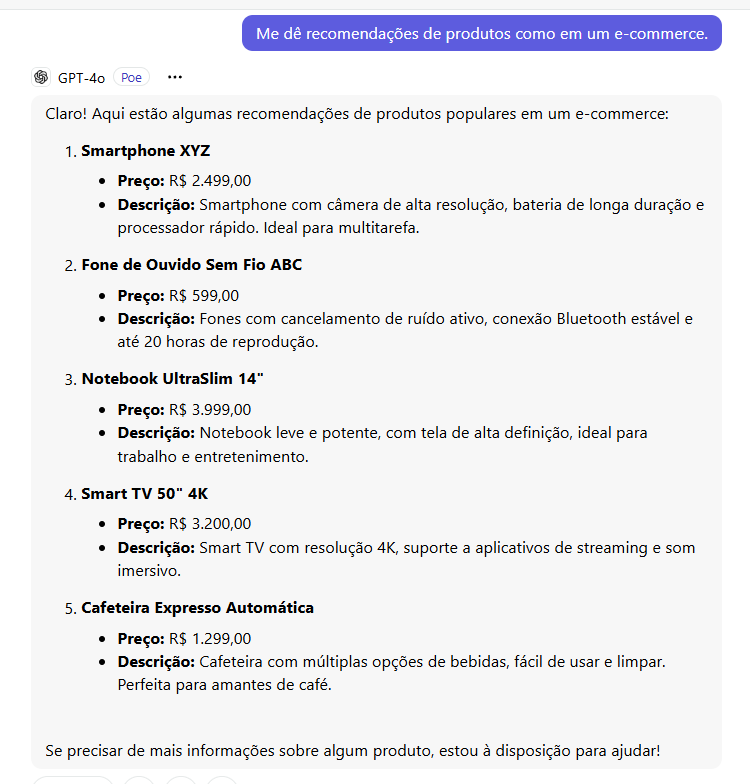 Me dê recomendações de produtos como em um e-commerce.
GPT-4o Poe
Claro! Aqui estão algumas recomendações de produtos populares em um e-commerce:
1. Smartphone XYZ
• Preço: R$ 2.499,00
• Descrição: Smartphone com câmera de alta resolução, bateria de longa duração e
processador rápido. Ideal para multitarefa.
2. Fone de Ouvido Sem Fio ABC
• Preço: R$ 599,00
• Descrição: Fones com cancelamento de ruído ativo, conexão Bluetooth estável e
até 20 horas de reprodução.
3. Notebook UltraSlim 14"
• Preço: R$ 3.999,00
• Descrição: Notebook leve e potente, com tela de alta definição, ideal para
trabalho e entretenimento.
4. Smart TV 50" 4K
• Preço: R$ 3.200,00
• Descrição: Smart TV com resolução 4K, suporte a aplicativos de streaming e som
imersivo.
5. Cafeteira Expresso Automática
• Preço: R$ 1.299,00
• Descrição: Cafeteira com múltiplas opções de bebidas, fácil de usar e limpar.
Perfeita para amantes de café.
Se precisar de mais informações sobre algum produto, estou à disposição para ajudar!